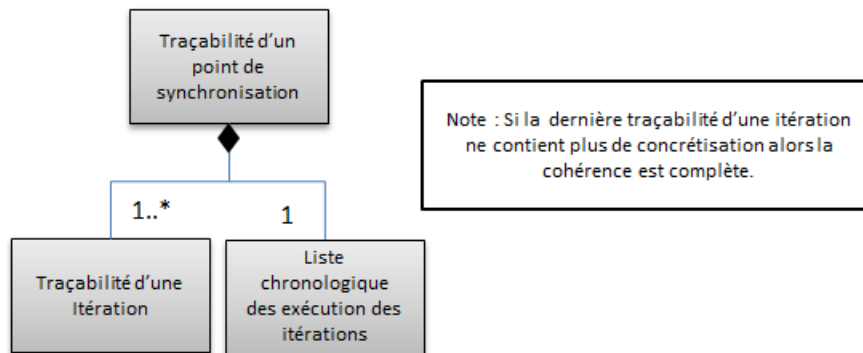 Traçabilité d'un
point de
synchronisation
Note : Si la dernière traçabilité d'une itération
ne contient plus de concrétisation alors la
cohérence est complète.
1..*
1
Traçabilité d'une
Itération
Liste
chronologique
des exécution des
itérations